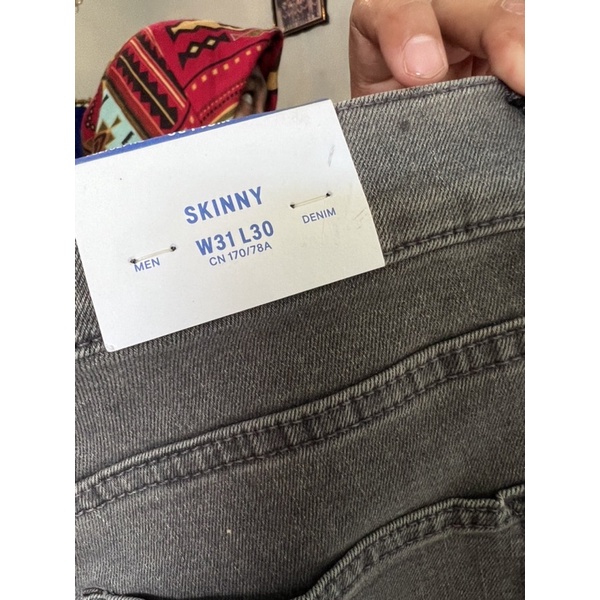 SKINNY
W31 L30
CN 170/78A
MEN
DENIM